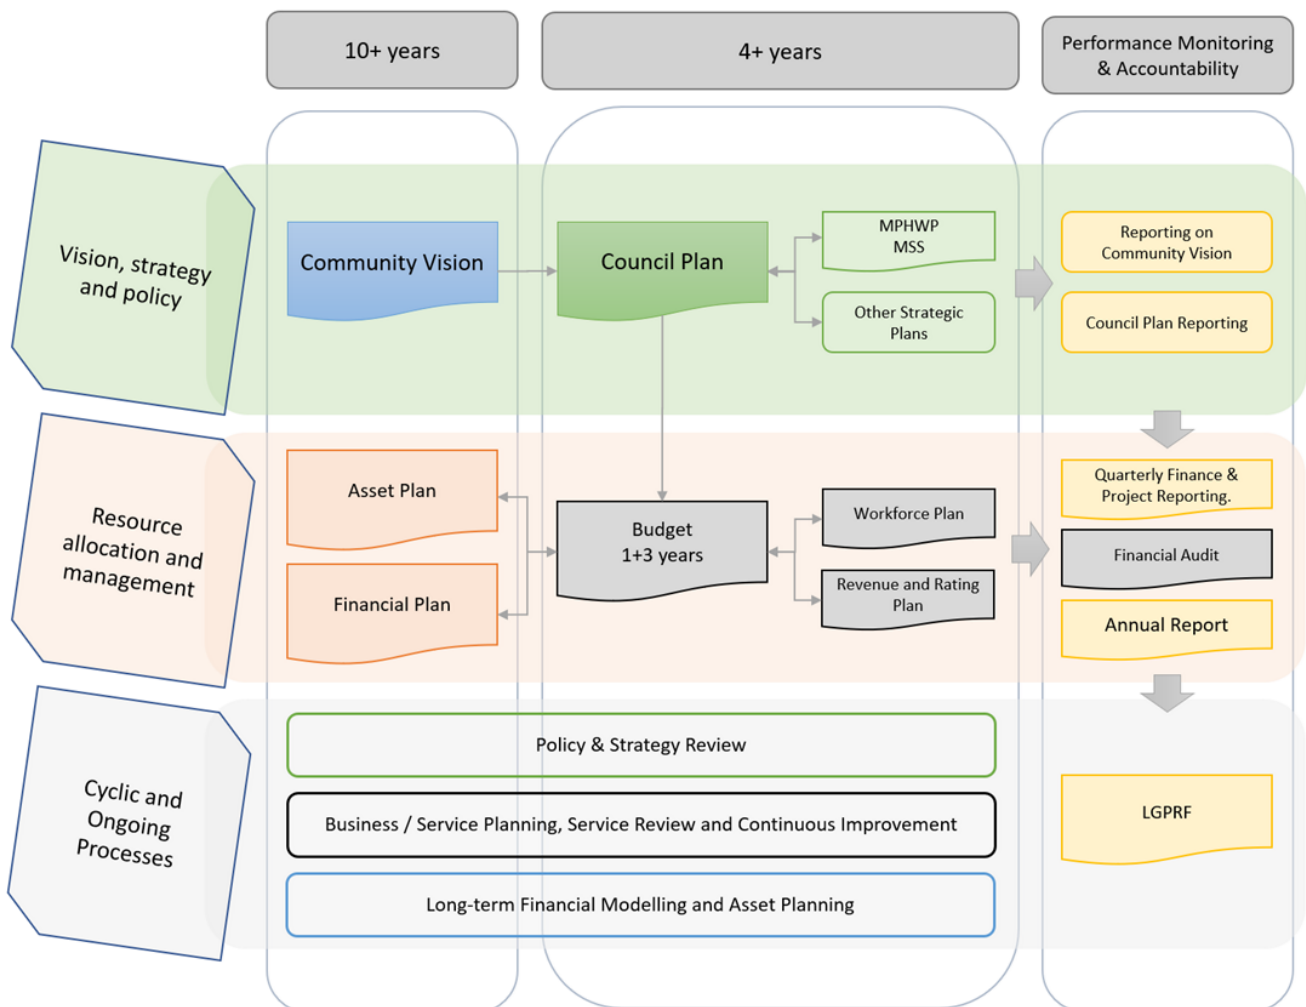 10+ years
4+ years
Performance Monitoring
& Accountability
Vision, strategy
and policy
Community Vision
Council Plan
MPHWP
MSS
Other Strategic
Plans
Reporting on
Community Vision
Council Plan Reporting
Resource
allocation and
management
Asset Plan
Financial Plan
Budget
1+3 years
Workforce Plan
Revenue and Rating
Plan
Quarterly Finance &
Project Reporting.
Financial Audit
Annual Report
Cyclic and
Ongoing
Processes
Policy & Strategy Review
Business / Service Planning, Service Review and Continuous Improvement
Long-term Financial Modelling and Asset Planning
LGPRF